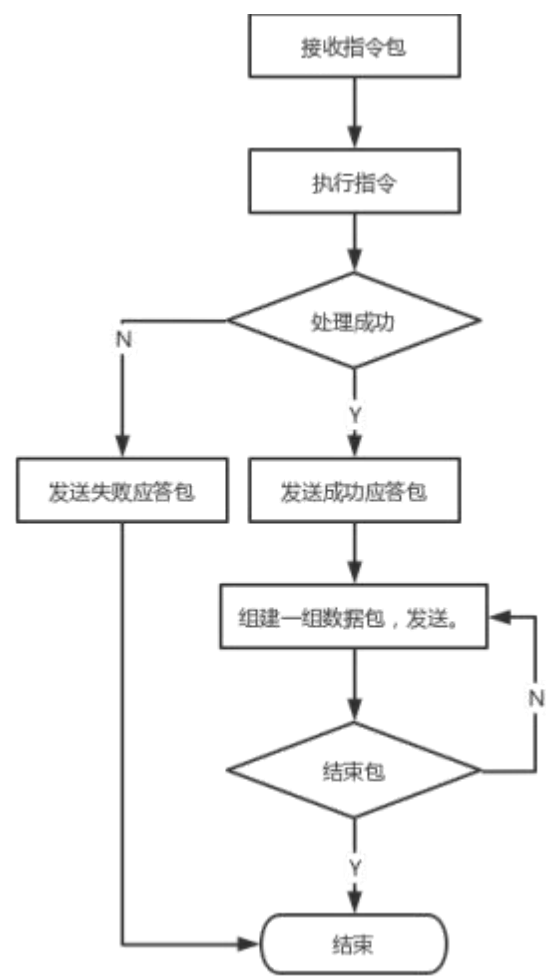 接收指令包
执行指令
处理成功
N
Y
发送失败应答包
发送成功应答包
组建一组数据包，发送。
N
结束包
Y
结束